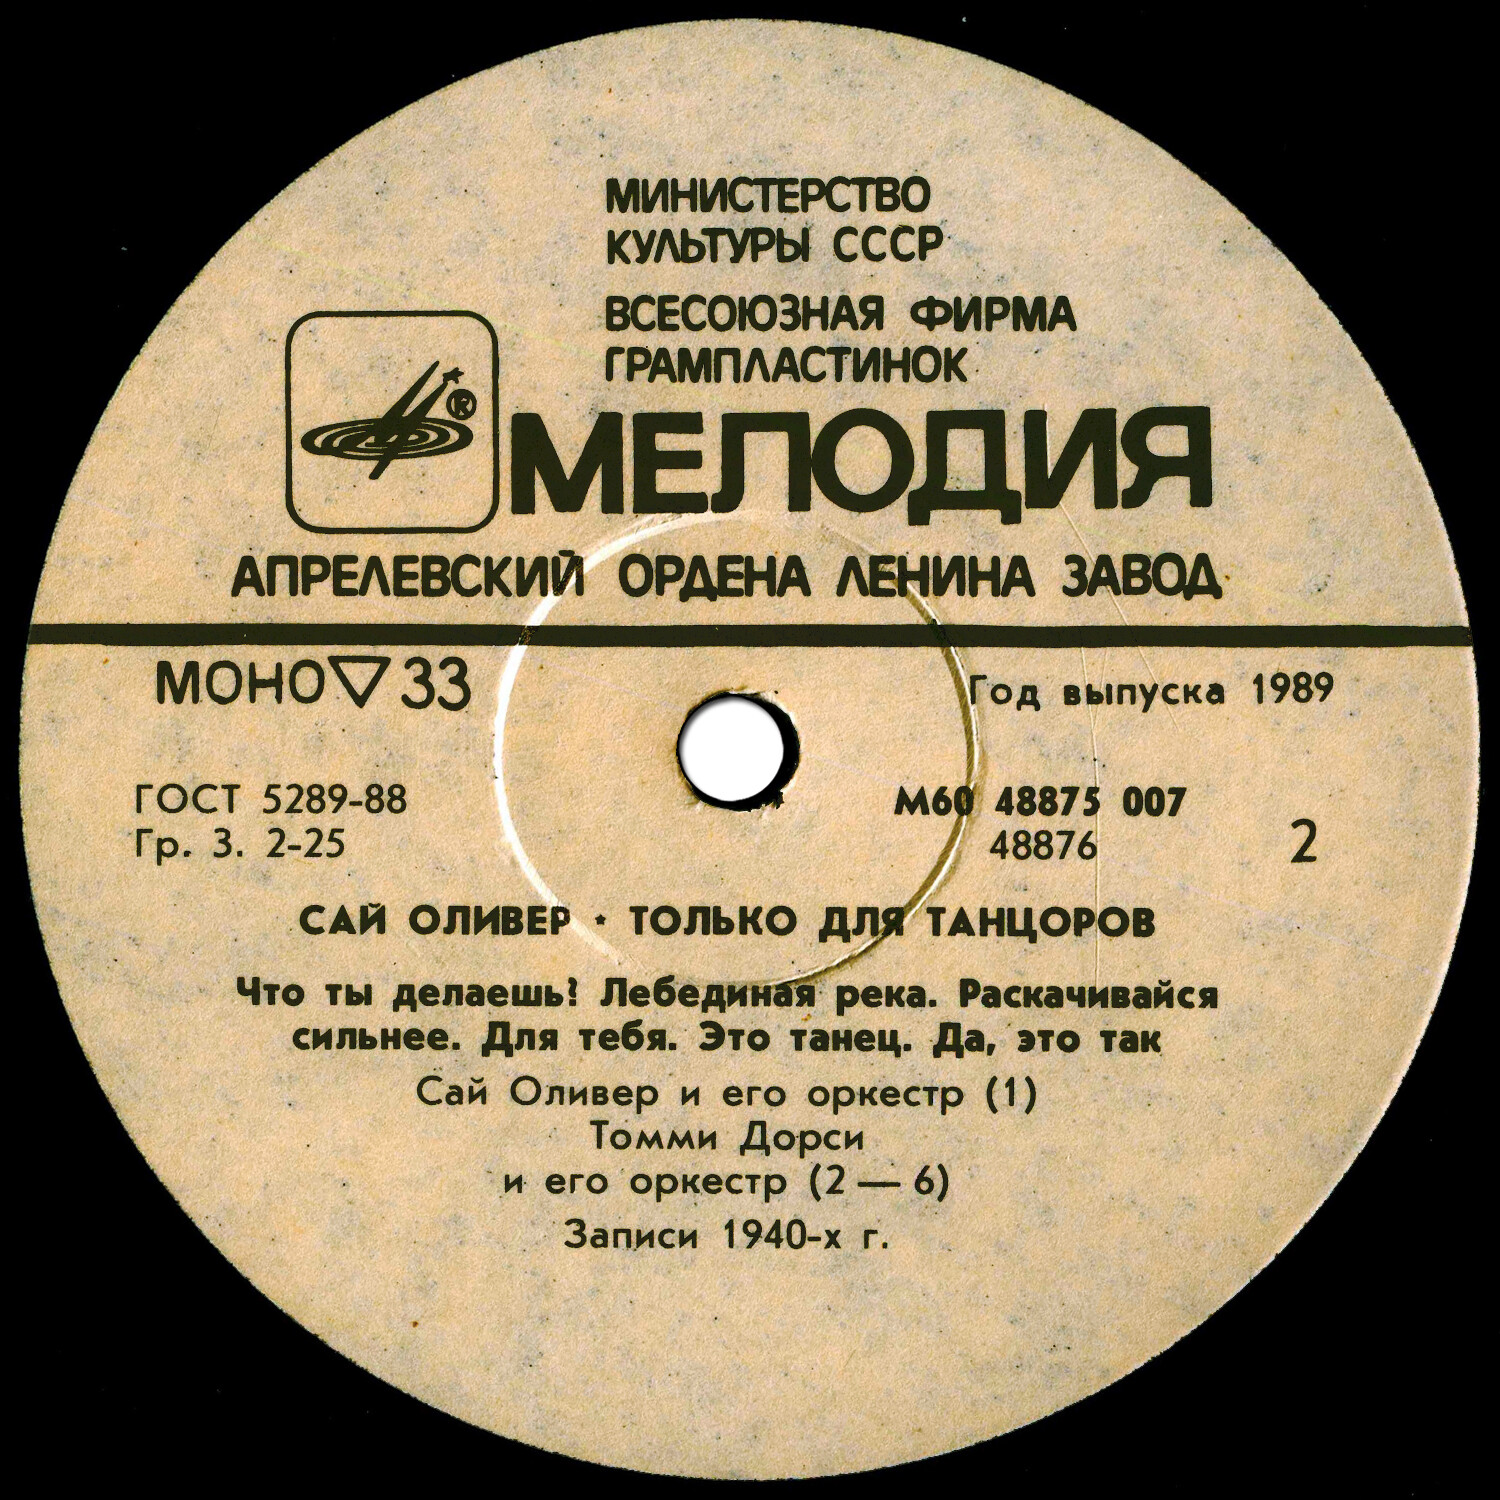 МИНИСТЕРСТВО
КУЛЬТУРЫ СССР
ВСЕСОЮЗНАЯ ФИРМА
ГРАМПЛАСТИНОК
®
МЕЛОДИЯ
АПРЕЛЕВСКИЙ ОРДЕНА ЛЕНИНА ЗАВОД
МОНО ▽ 33
Год выпуска 1989
ГОСТ 5289-88
Гр. 3. 2-25
М60 48875 007
48876
2
САЙ ОЛИВЕР · ТОЛЬКО ДЛЯ ТАНЦОРОВ
Что ты делаешь? Лебединая река. Раскачивайся
сильнее. Для тебя. Это танец. Да, это так
Сай Оливер и его оркестр (1)
Томми Дорси
и его оркестр (2 — 6)
Записи 1940-х г.